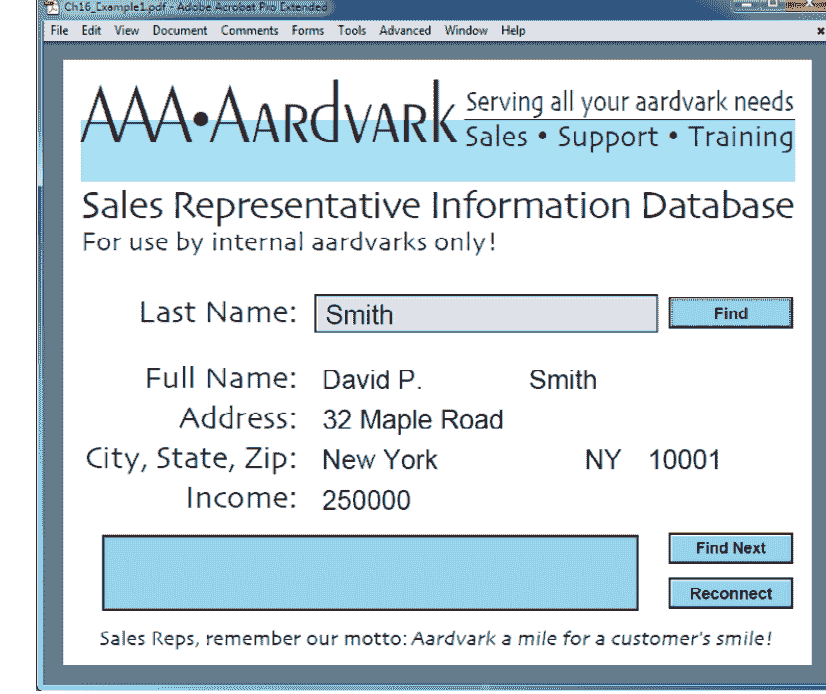 Ch16_Example1.pdf - Adobe Acrobat Pro Extended
File Edit View Document Comments Forms Tools Advanced Window Help
AAA•Aardvark
Serving all your aardvark needs
Sales • Support • Training
Sales Representative Information Database
For use by internal aardvarks only!
Last Name: Smith Find
Full Name: David P. Smith
Address: 32 Maple Road
City, State, Zip: New York NY 10001
Income: 250000
Find Next
Reconnect
Sales Reps, remember our motto: Aardvark a mile for a customer's smile!